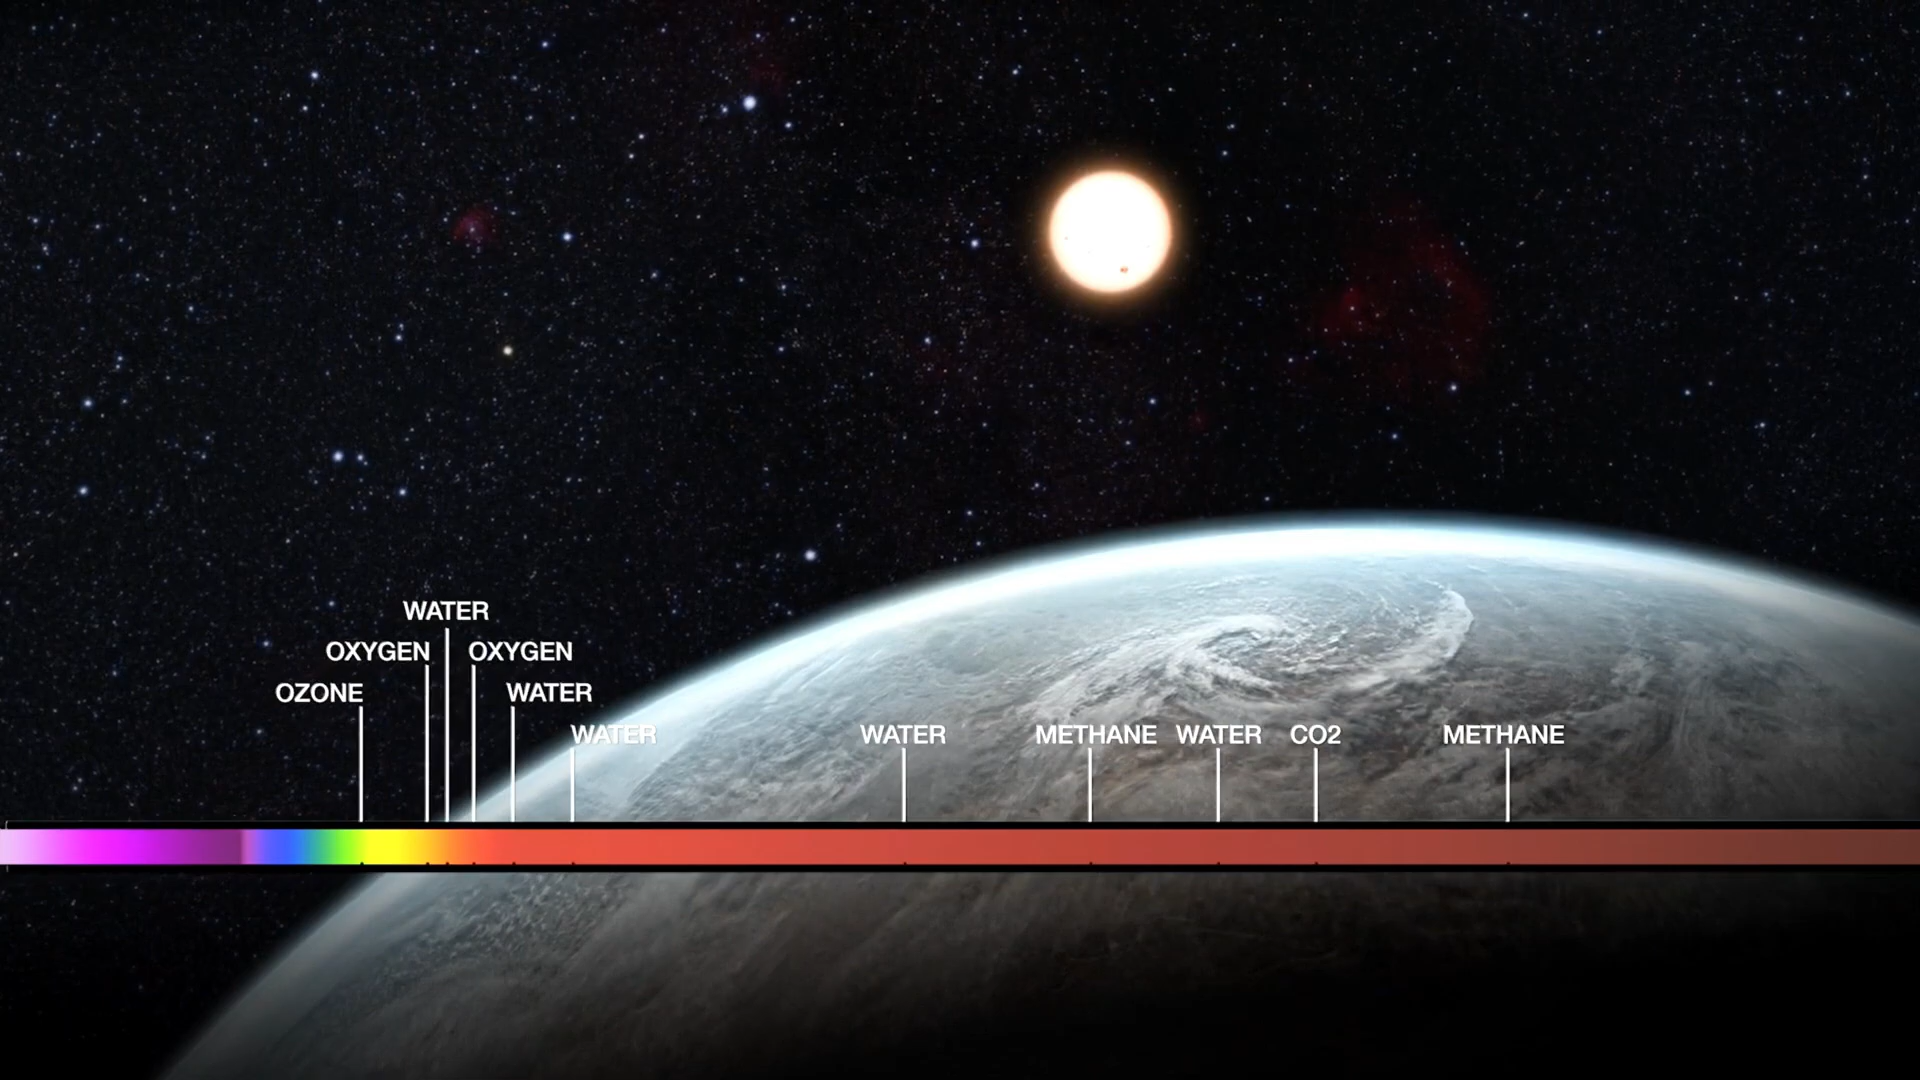 WATER
OXYGEN OXYGEN
OZONE WATER
WATER WATER METHANE WATER CO2 METHANE